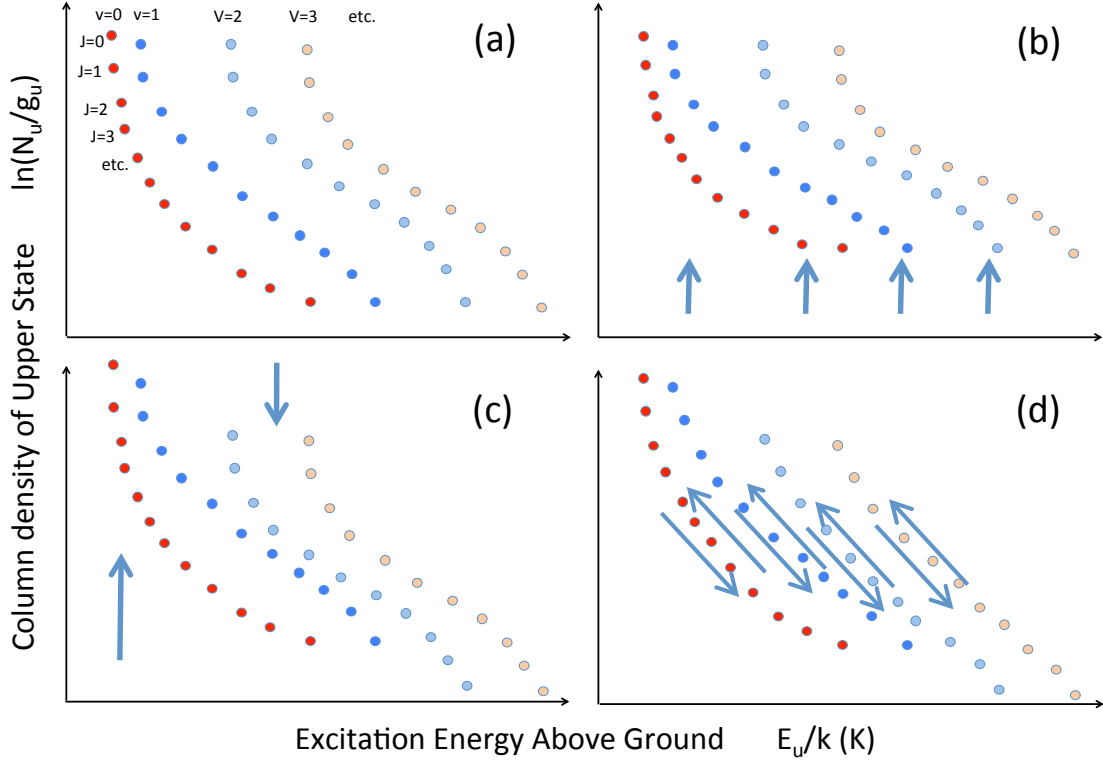 v=0 v=1 V=2 V=3 etc.
(a)
J=0
J=1
J=2
J=3
etc.
(b)
(c)
(d)
Column density of Upper State ln(Nᵤ/gᵤ)
Excitation Energy Above Ground Eᵤ/k (K)